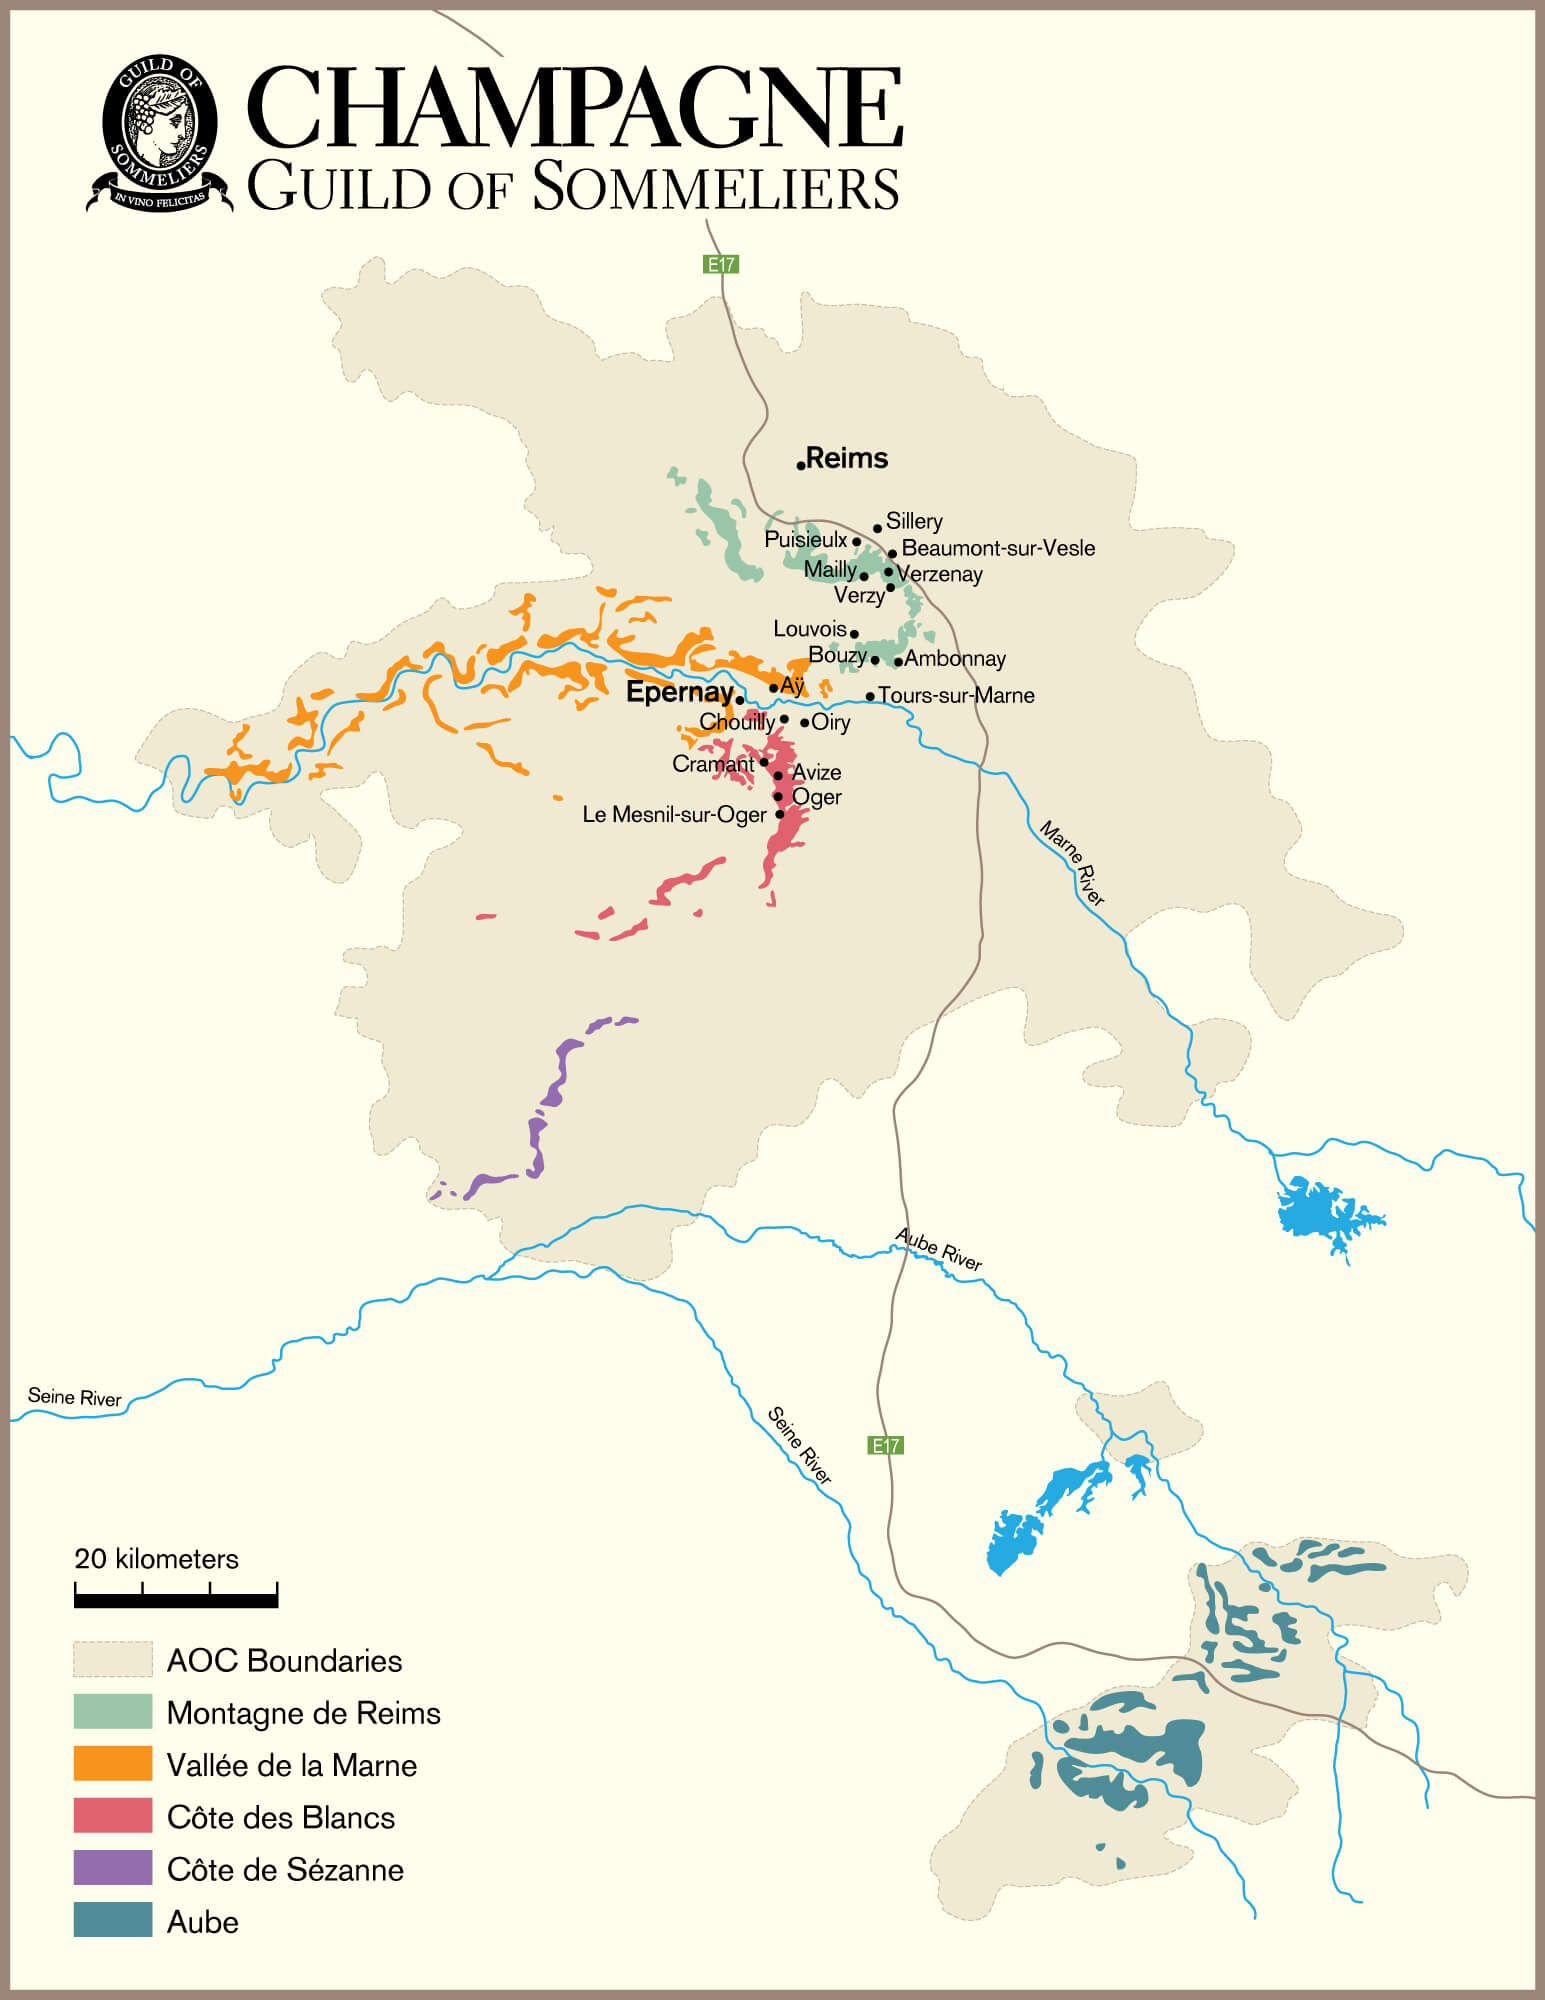 GUILD OF
SOMMELIERS
IN VINO FELICITAS
CHAMPAGNE
GUILD OF SOMMELIERS
E17
Reims
Sillery
Puisieulx
Beaumont-sur-Vesle
Mailly
Verzenay
Verzy
Louvois
Bouzy
Ambonnay
Aÿ
Epernay
Tours-sur-Marne
Chouilly
Oiry
Cramant
Avize
Oger
Le Mesnil-sur-Oger
Marne River
Aube River
Seine River
Seine River
E17
20 kilometers
AOC Boundaries
Montagne de Reims
Vallée de la Marne
Côte des Blancs
Côte de Sézanne
Aube